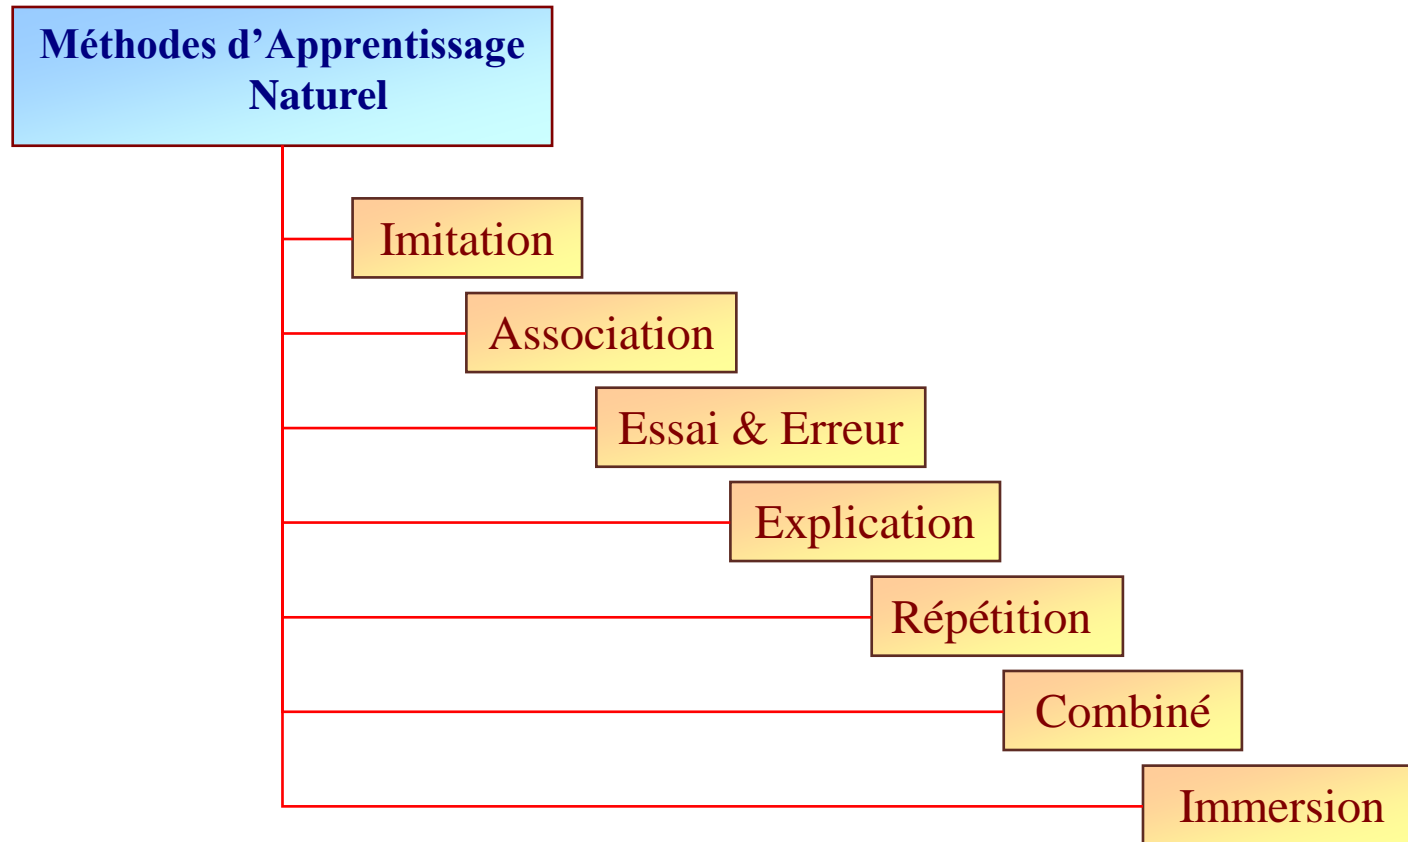 Méthodes d’Apprentissage
Naturel
Imitation
Association
Essai & Erreur
Explication
Répétition
Combiné
Immersion